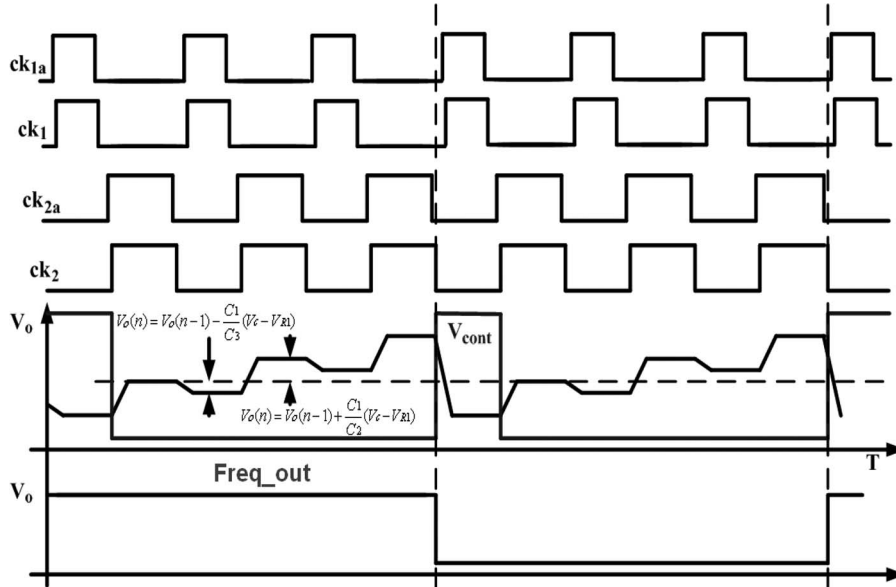 ck1a
ck1
ck2a
ck2
Vo
Vo(n) = Vo(n−1) − C1/C3 (Vc − VR1)
Vcont
Vo(n) = Vo(n−1) + C1/C2 (Vc − VR1)
T
Freq_out
Vo